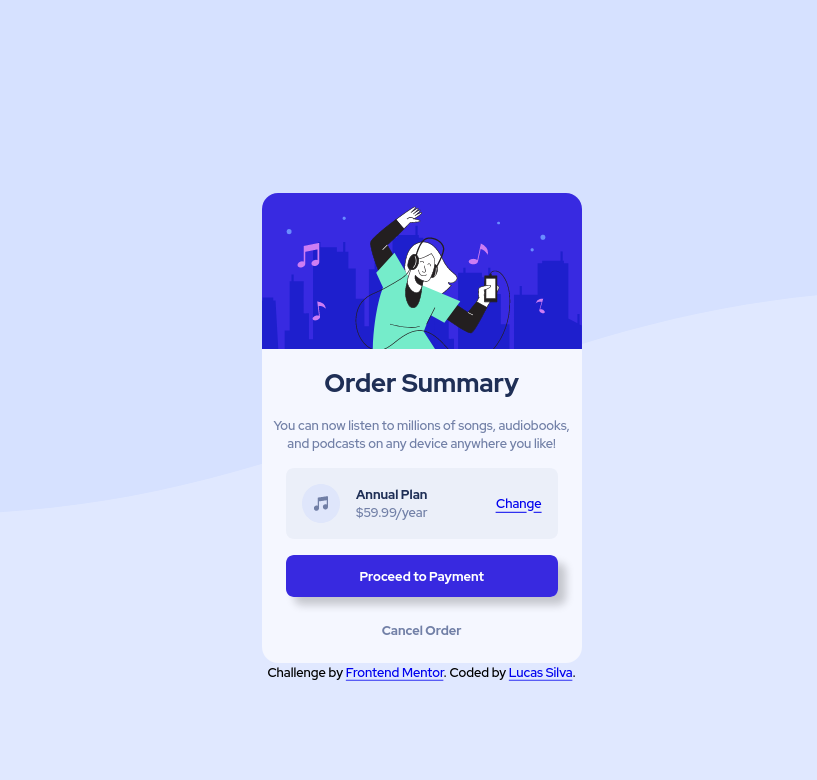 Order Summary
You can now listen to millions of songs, audiobooks,
and podcasts on any device anywhere you like!
Annual Plan
$59.99/year
Change
Proceed to Payment
Cancel Order
Challenge by Frontend Mentor. Coded by Lucas Silva.